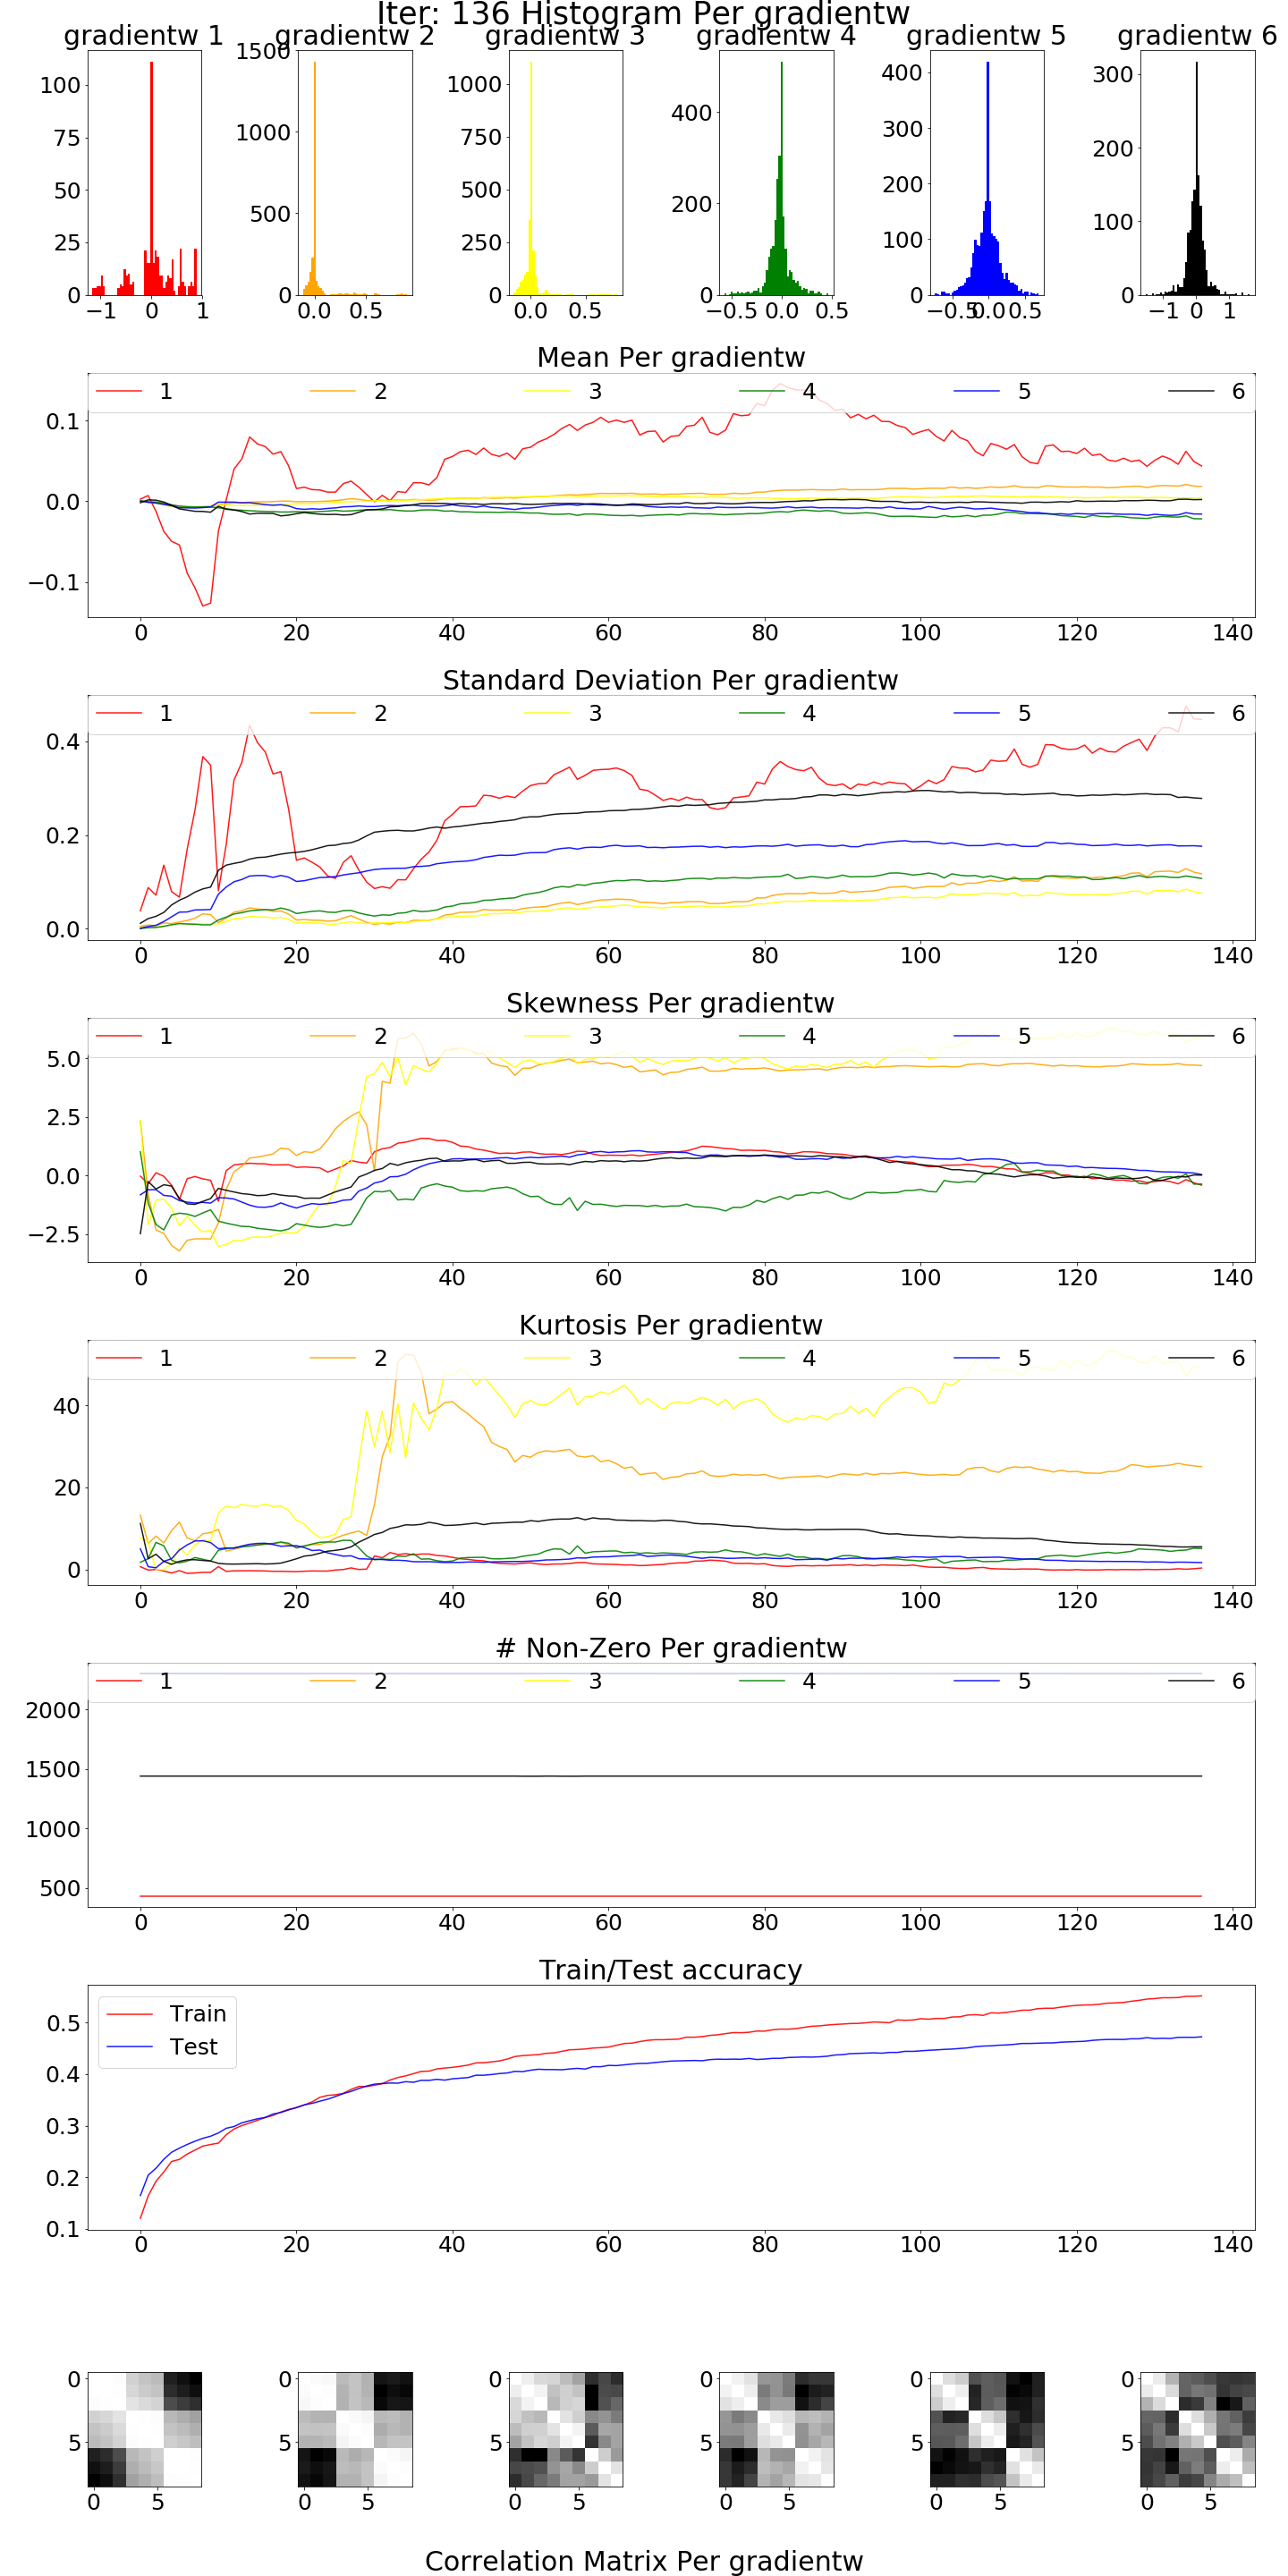 Iter: 136 Histogram Per gradientw
gradientw 1 gradientw 2 gradientw 3 gradientw 4 gradientw 5 gradientw 6
100 75 50 25 0
−1 0 1
1500 1000 500 0
0.0 0.5
1000 750 500 250 0
0.0 0.5
400 200 0
−0.5 0.0 0.5
400 300 200 100 0
−0.5 0.0 0.5
300 200 100 0
−1 0 1
Mean Per gradientw
1 2 3 4 5 6
0.1
0.0
−0.1
0 20 40 60 80 100 120 140
Standard Deviation Per gradientw
1 2 3 4 5 6
0.4
0.2
0.0
0 20 40 60 80 100 120 140
Skewness Per gradientw
1 2 3 4 5 6
5.0
2.5
0.0
−2.5
0 20 40 60 80 100 120 140
Kurtosis Per gradientw
1 2 3 4 5 6
40
20
0
0 20 40 60 80 100 120 140
# Non-Zero Per gradientw
1 2 3 4 5 6
2000
1500
1000
500
0 20 40 60 80 100 120 140
Train/Test accuracy
Train
Test
0.5
0.4
0.3
0.2
0.1
0 20 40 60 80 100 120 140
0 0 0 0 0 0
5 5 5 5 5 5
0 5 0 5 0 5 0 5 0 5 0 5
Correlation Matrix Per gradientw